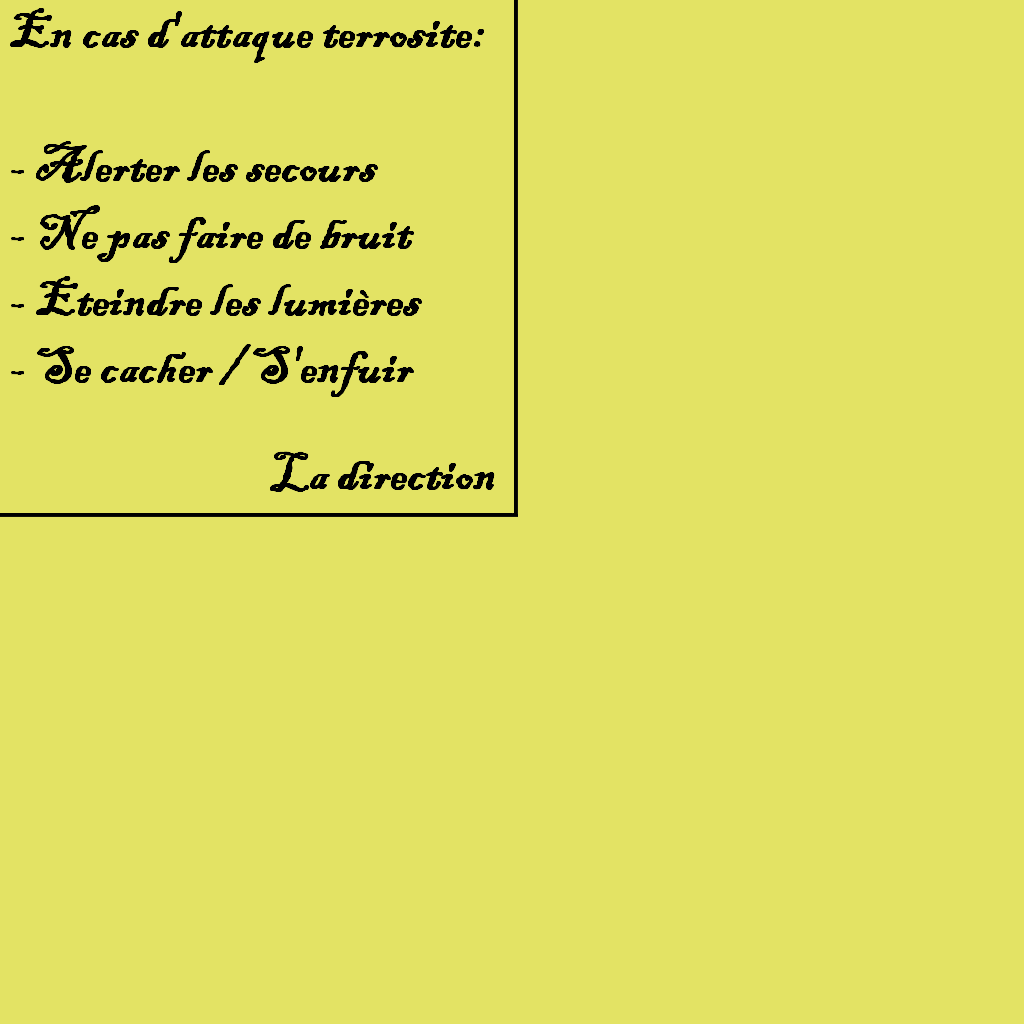 En cas d'attaque terrosite:
- Alerter les secours
- Ne pas faire de bruit
- Eteindre les lumières
- Se cacher / S'enfuir
La direction